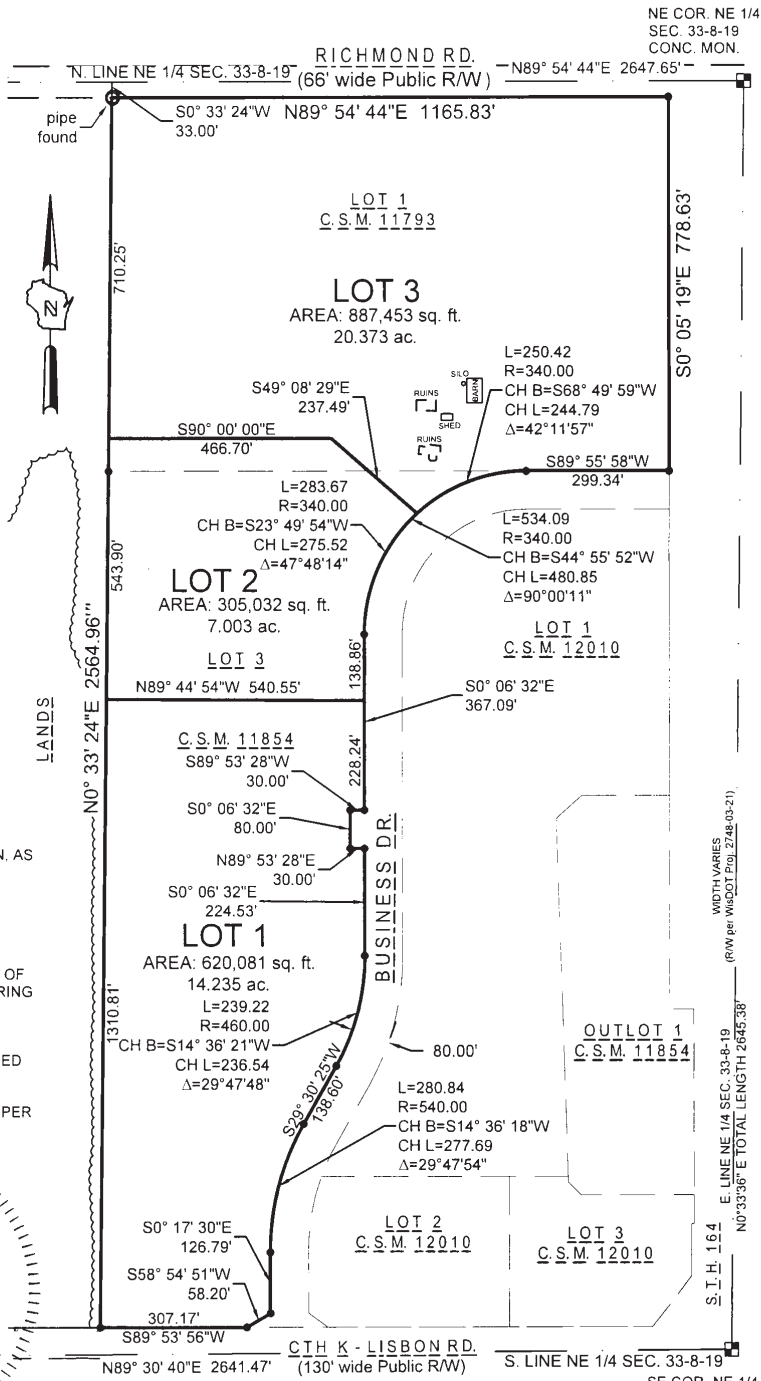 NE COR. NE 1/4
SEC. 33-8-19
CONC. MON.
RICHMOND RD.
N. LINE NE 1/4 SEC. 33-8-19
(66' wide Public R/W)
N89° 54' 44"E 2647.65'
pipe
found
S0° 33' 24"W
33.00'
N89° 54' 44"E 1165.83'
LOT 1
C.S.M. 11793
710.25'
S0° 05' 19"E 778.63'
N
LOT 3
AREA: 887,453 sq. ft.
20.373 ac.
L=250.42
R=340.00
CH B=S68° 49' 59"W
CH L=244.79
Δ=42°11'57"
SILO
BARN
RUINS
SHED
RUINS
S49° 08' 29"E
237.49'
S90° 00' 00"E
466.70'
S89° 55' 58"W
299.34'
L=283.67
R=340.00
CH B=S23° 49' 54"W
CH L=275.52
Δ=47°48'14"
L=534.09
R=340.00
CH B=S44° 55' 52"W
CH L=480.85
Δ=90°00'11"
543.90'
LOT 2
AREA: 305,032 sq. ft.
7.003 ac.
LOT 3
LOT 1
C.S.M. 12010
138.86'
N89° 44' 54"W 540.55'
S0° 06' 32"E
367.09'
LANDS
N0° 33' 24"E 2564.96'"
C.S.M. 11854
S89° 53' 28"W
30.00'
228.24'
S0° 06' 32"E
80.00'
N89° 53' 28"E
30.00'
BUSINESS DR.
WIDTH VARIES
(R/W per WisDOT Proj. 2748-03-21)
N. AS
S0° 06' 32"E
224.53'
LOT 1
AREA: 620,081 sq. ft.
14.235 ac.
OF
RING
1310.81'
L=239.22
R=460.00
CH B=S14° 36' 21"W
CH L=236.54
Δ=29°47'48"
80.00'
OUTLOT 1
C.S.M. 11854
ED
PER
S29° 30' 25"W
138.60'
L=280.84
R=540.00
CH B=S14° 36' 18"W
CH L=277.69
Δ=29°47'54"
E. LINE NE 1/4 SEC. 33-8-19
N0°33'36" E TOTAL LENGTH 2645.38'
S0° 17' 30"E
126.79'
LOT 2
C.S.M. 12010
LOT 3
C.S.M. 12010
S.T.H. 164
S58° 54' 51"W
58.20'
307.17'
S89° 53' 56"W
CTH K - LISBON RD.
N89° 30' 40"E 2641.47'
(130' wide Public R/W)
S. LINE NE 1/4 SEC. 33-8-19
SE COR. NE 1/4